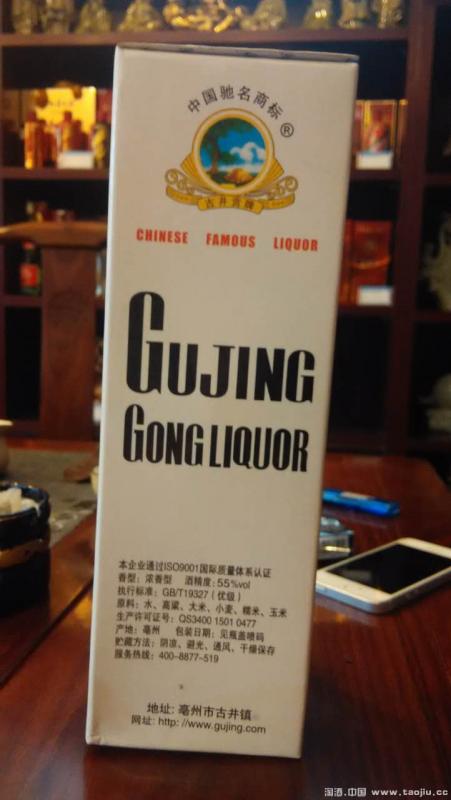 中国驰名商标
®
古井贡牌
CHINESE FAMOUS LIQUOR
GUJING
GONG LIQUOR
本企业通过ISO9001国际质量体系认证
香型：浓香型 酒精度：55%vol
执行标准：GB/T19327（优级）
原料：水、高粱、大米、小麦、糯米、玉米
生产许可证号：QS3400 1501 0477
产地：亳州 包装日期：见瓶盖喷码
贮藏方法：阴凉、避光、通风、干燥保存
服务热线：400-8877-519
地址：亳州市古井镇
网址：http://www.gujing.com
淘酒.中国 www.taojiu.cc